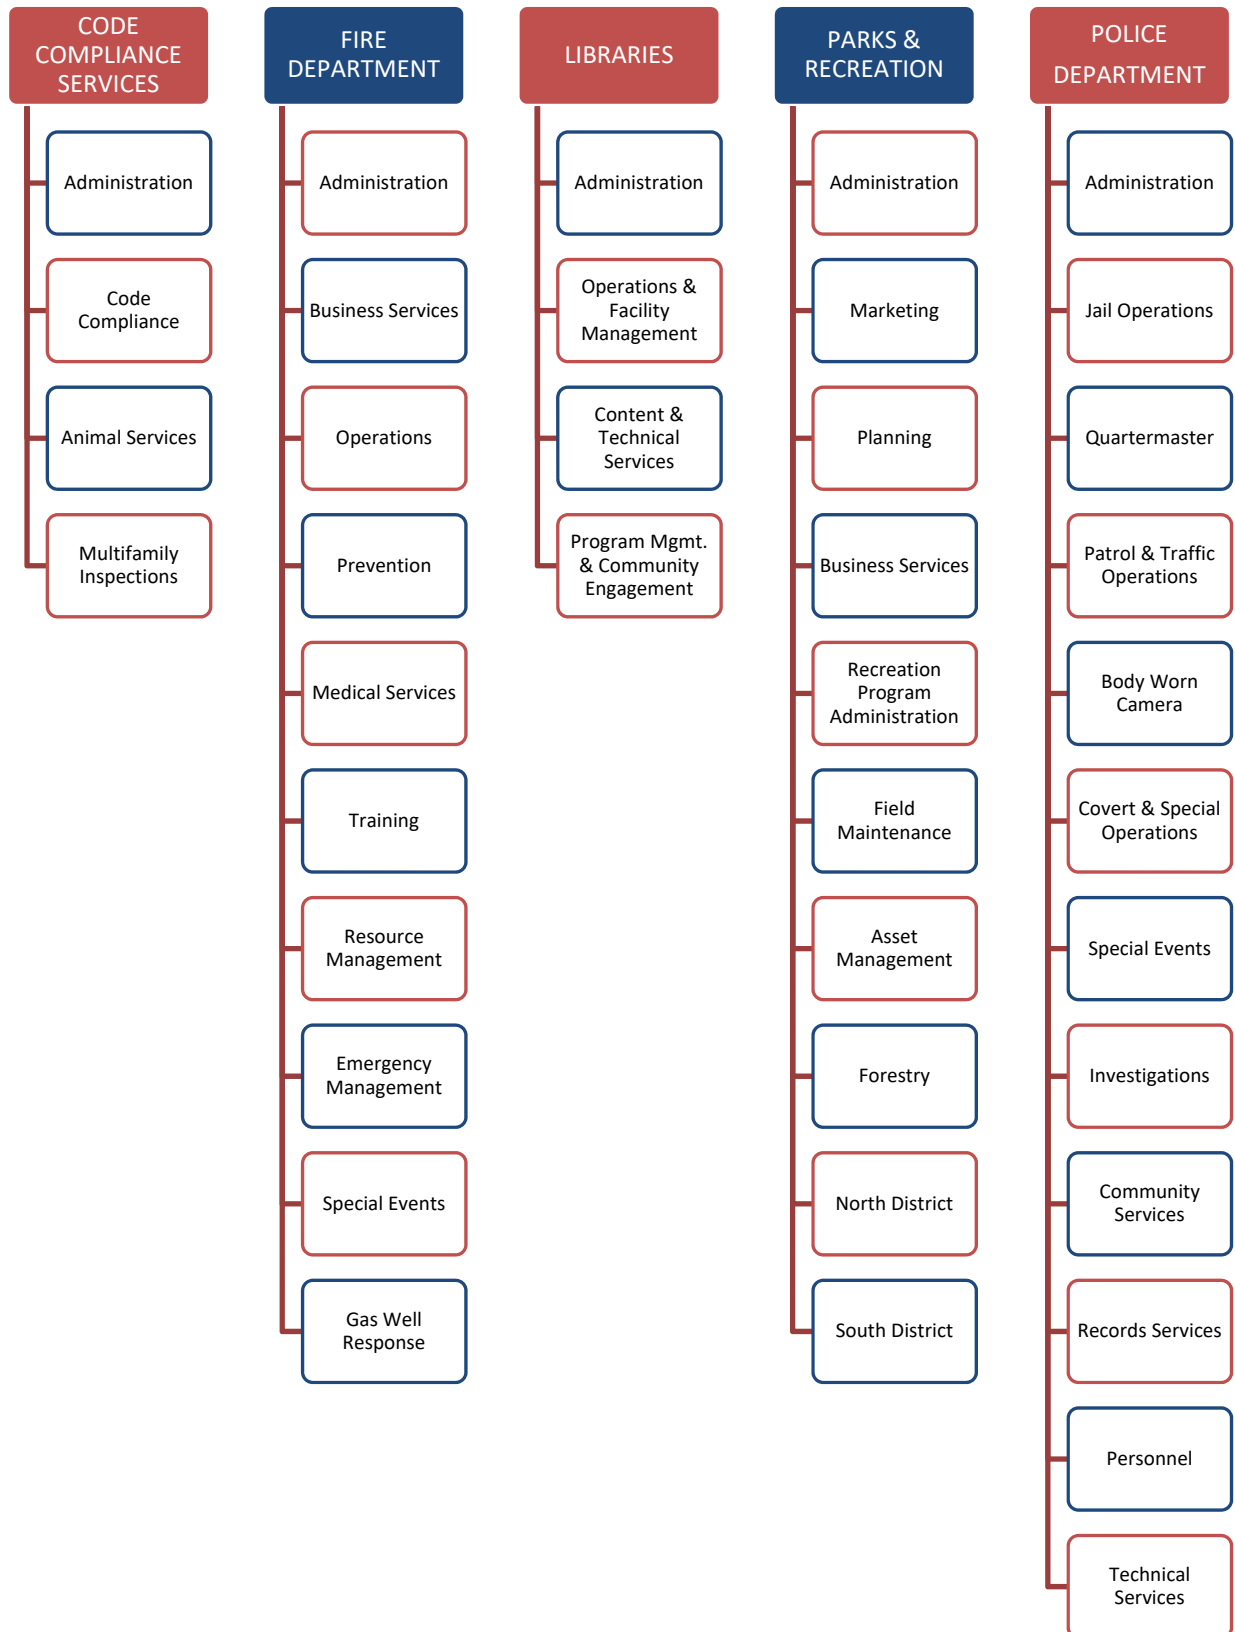 CODE
COMPLIANCE
SERVICES
Administration
Code
Compliance
Animal Services
Multifamily
Inspections
FIRE
DEPARTMENT
Administration
Business Services
Operations
Prevention
Medical Services
Training
Resource
Management
Emergency
Management
Special Events
Gas Well
Response
LIBRARIES
Administration
Operations &
Facility
Management
Content &
Technical
Services
Program Mgmt.
& Community
Engagement
PARKS &
RECREATION
Administration
Marketing
Planning
Business Services
Recreation
Program
Administration
Field
Maintenance
Asset
Management
Forestry
North District
South District
POLICE
DEPARTMENT
Administration
Jail Operations
Quartermaster
Patrol & Traffic
Operations
Body Worn
Camera
Covert & Special
Operations
Special Events
Investigations
Community
Services
Records Services
Personnel
Technical
Services